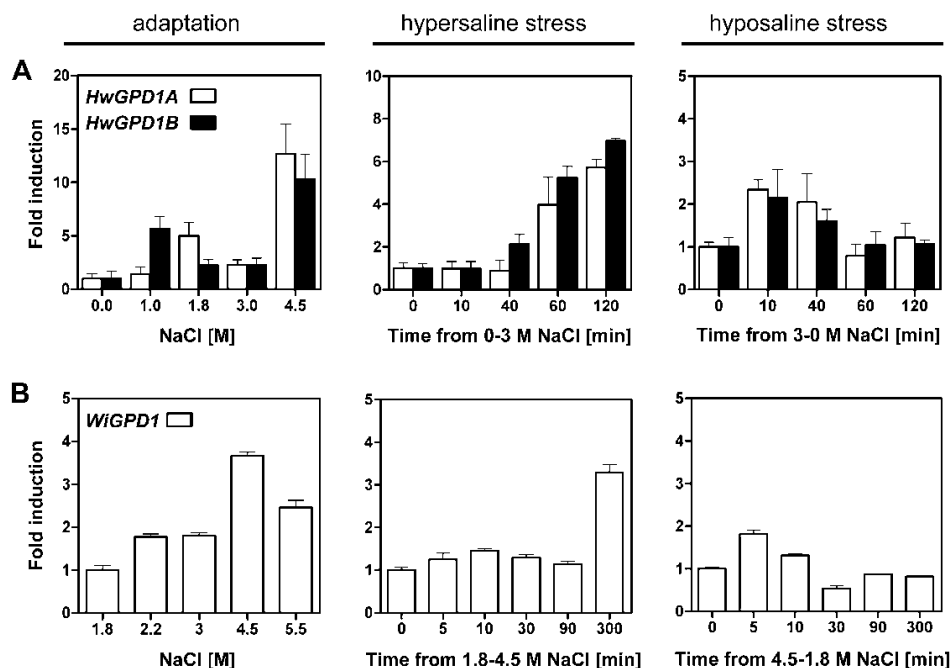 adaptation hypersaline stress hyposaline stress
A
20 15 10 5 0
Fold induction
HwGPD1A
HwGPD1B
0.0 1.0 1.8 3.0 4.5
NaCl [M]
10 8 6 4 2 0
0 10 40 60 120
Time from 0-3 M NaCl [min]
5 4 3 2 1 0
0 10 40 60 120
Time from 3-0 M NaCl [min]
B
5 4 3 2 1 0
Fold induction
WiGPD1
1.8 2.2 3 4.5 5.5
NaCl [M]
5 4 3 2 1 0
0 5 10 30 90 300
Time from 1.8-4.5 M NaCl [min]
5 4 3 2 1 0
0 5 10 30 90 300
Time from 4.5-1.8 M NaCl [min]